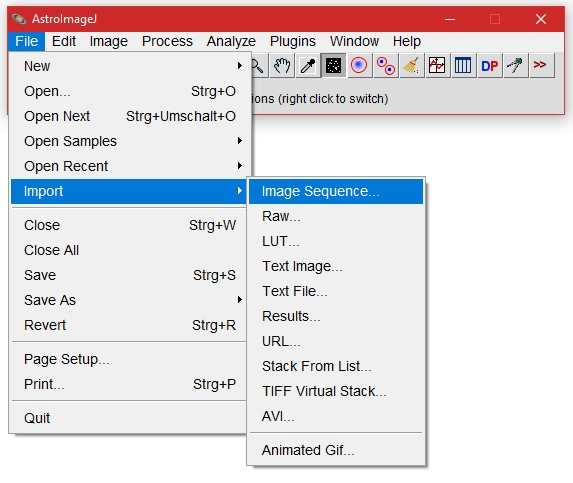 AstroImageJ
File Edit Image Process Analyze Plugins Window Help
DP >>
ions (right click to switch)
New
Open... Strg+O
Open Next Strg+Umschalt+O
Open Samples
Open Recent
Import
Close Strg+W
Close All
Save Strg+S
Save As
Revert Strg+R
Page Setup...
Print... Strg+P
Quit
Image Sequence...
Raw...
LUT...
Text Image...
Text File...
Results...
URL...
Stack From List...
TIFF Virtual Stack...
AVI...
Animated Gif...